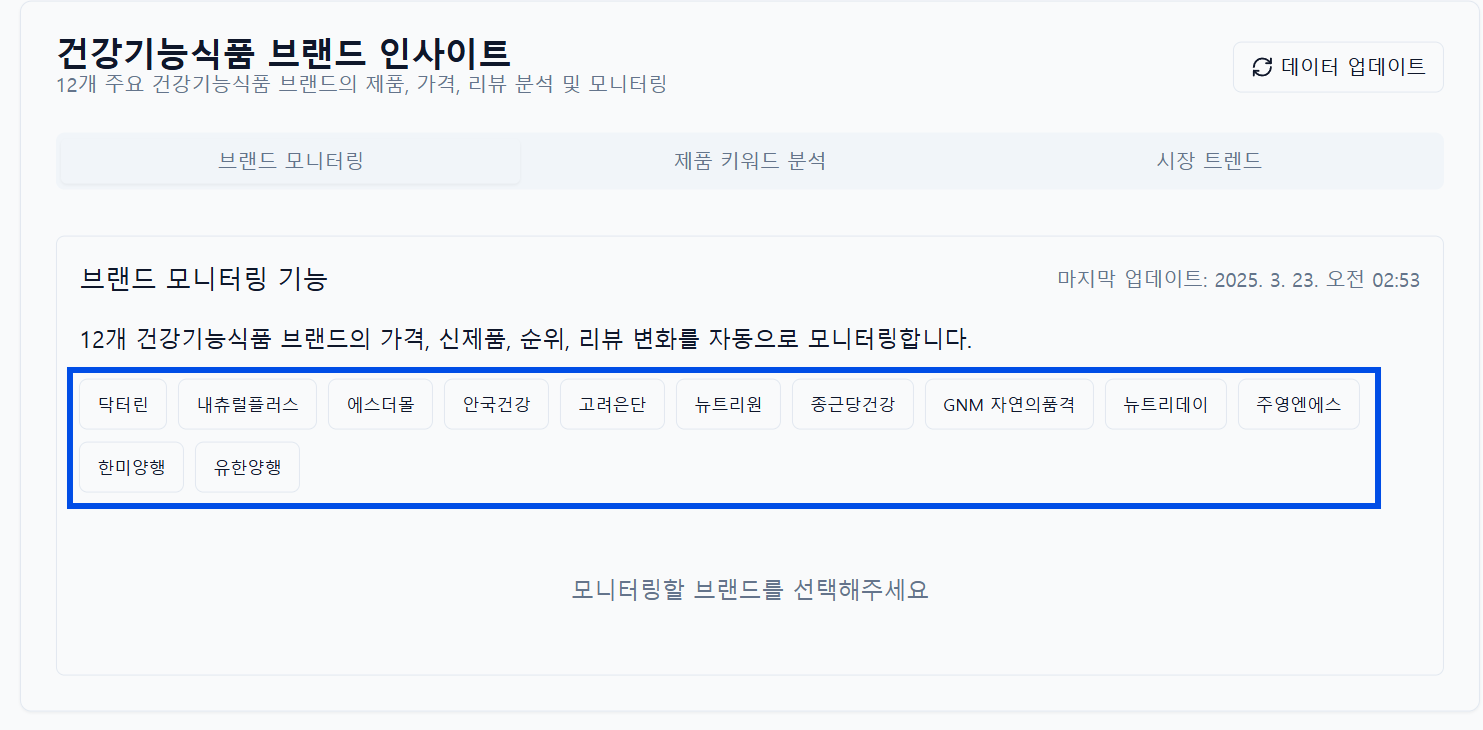 건강기능식품 브랜드 인사이트
12개 주요 건강기능식품 브랜드의 제품, 가격, 리뷰 분석 및 모니터링
데이터 업데이트
브랜드 모니터링 제품 키워드 분석 시장 트렌드
브랜드 모니터링 기능
마지막 업데이트: 2025. 3. 23. 오전 02:53
12개 건강기능식품 브랜드의 가격, 신제품, 순위, 리뷰 변화를 자동으로 모니터링합니다.
닥터린 내츄럴플러스 에스더몰 안국건강 고려은단 뉴트리원 종근당건강 GNM 자연의품격 뉴트리데이 주영엔에스
한미양행 유한양행
모니터링할 브랜드를 선택해주세요